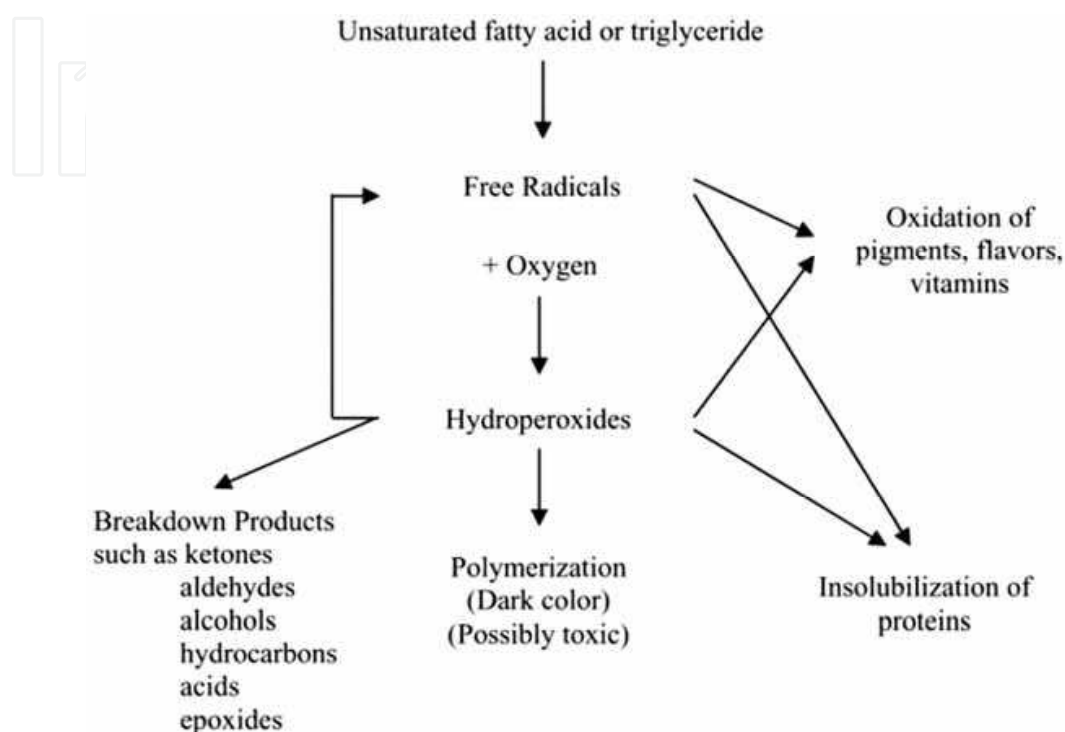 Unsaturated fatty acid or triglyceride
Free Radicals
+ Oxygen
Oxidation of
pigments, flavors,
vitamins
Hydroperoxides
Breakdown Products
such as ketones
aldehydes
alcohols
hydrocarbons
acids
epoxides
Polymerization
(Dark color)
(Possibly toxic)
Insolubilization of
proteins